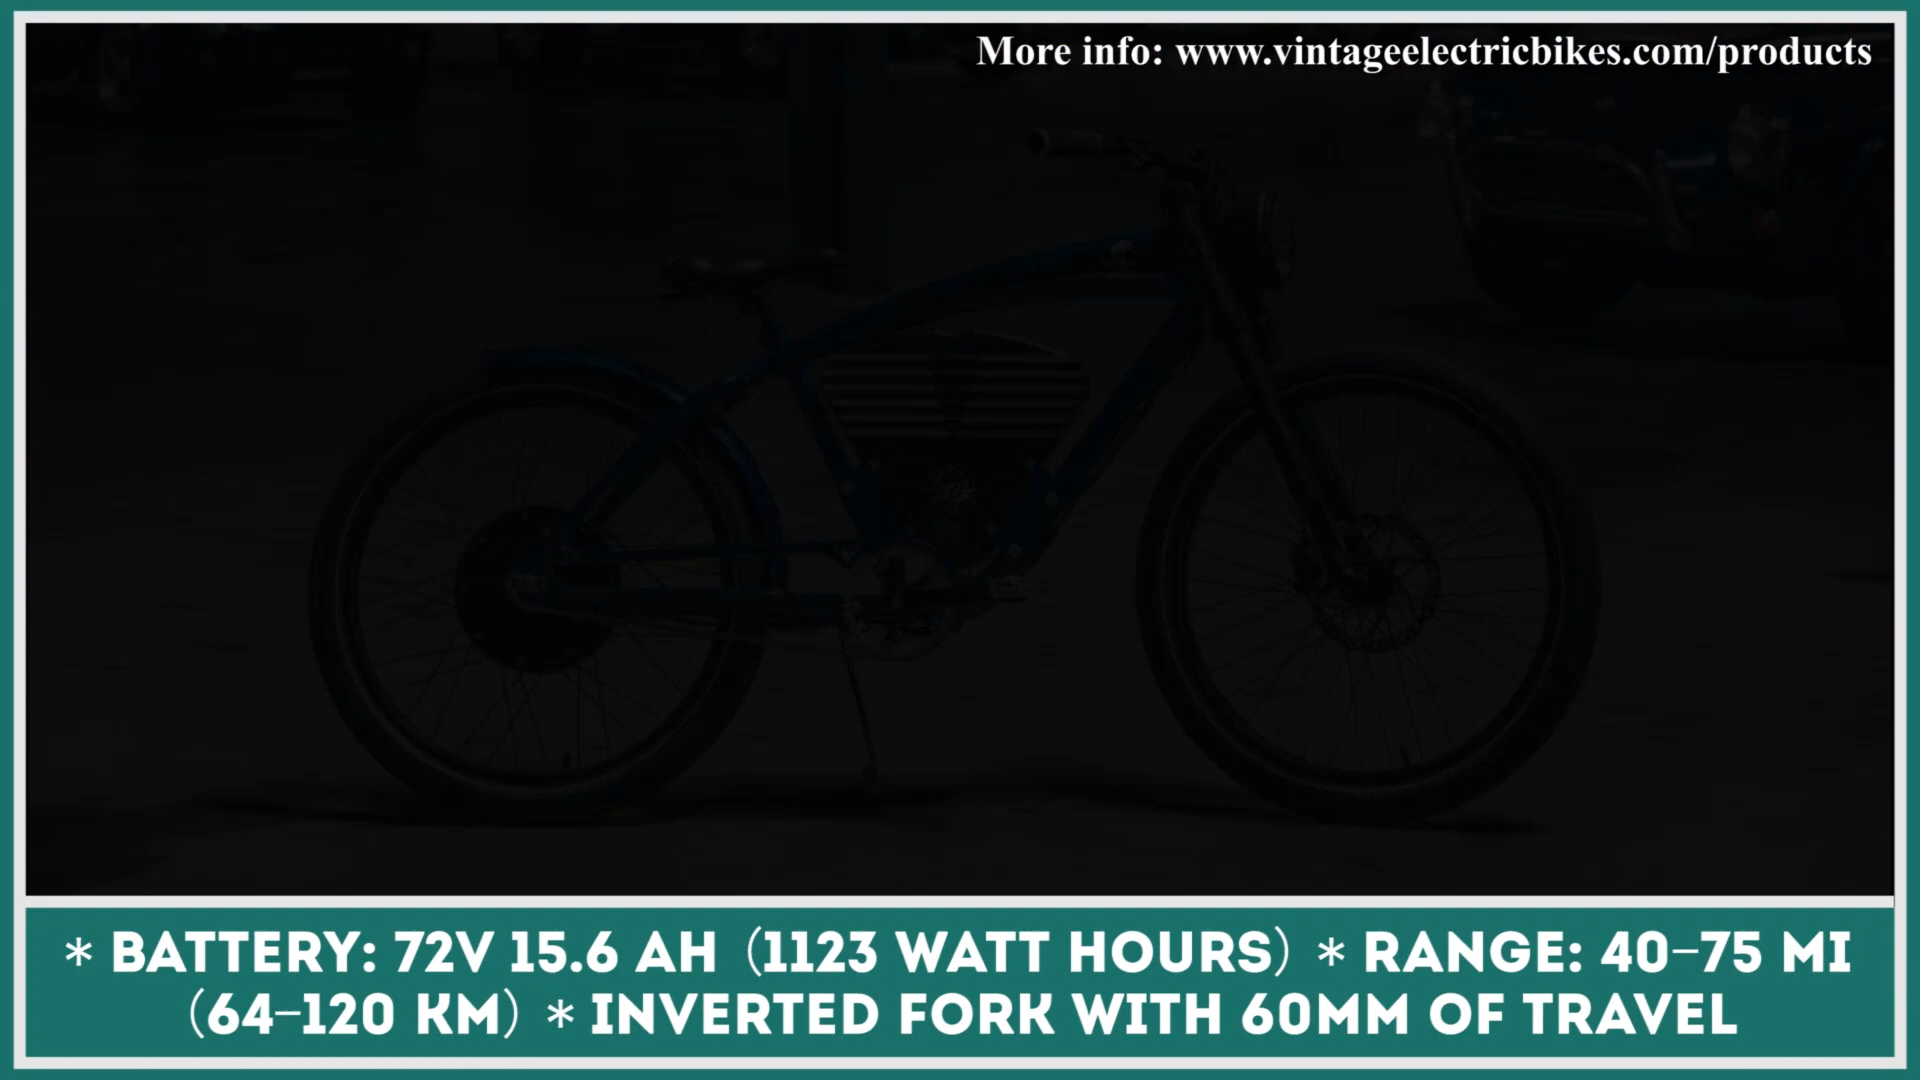 More info: www.vintageelectricbikes.com/products
* BATTERY: 72V 15.6 AH (1123 WATT HOURS) * RANGE: 40–75 MI
(64–120 KM) * INVERTED FORK WITH 60MM OF TRAVEL